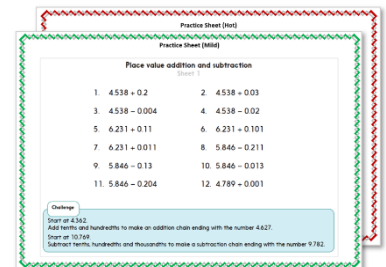 Practice Sheet (Hot)
Practice Sheet (Mild)
Place value addition and subtraction
Sheet 1
1. 4.538 + 0.2 2. 4.538 + 0.03
3. 4.538 – 0.004 4. 4.538 – 0.02
5. 6.231 + 0.11 6. 6.231 + 0.101
7. 6.231 + 0.011 8. 5.846 – 0.211
9. 5.846 – 0.13 10. 5.846 – 0.013
11. 5.846 – 0.204 12. 4.789 + 0.001
Challenge
Start at 4.362.
Add tenths and hundredths to make an addition chain ending with the number 4.627.
Start at 10.769.
Subtract tenths, hundredths and thousandths to make a subtraction chain ending with the number 9.782.